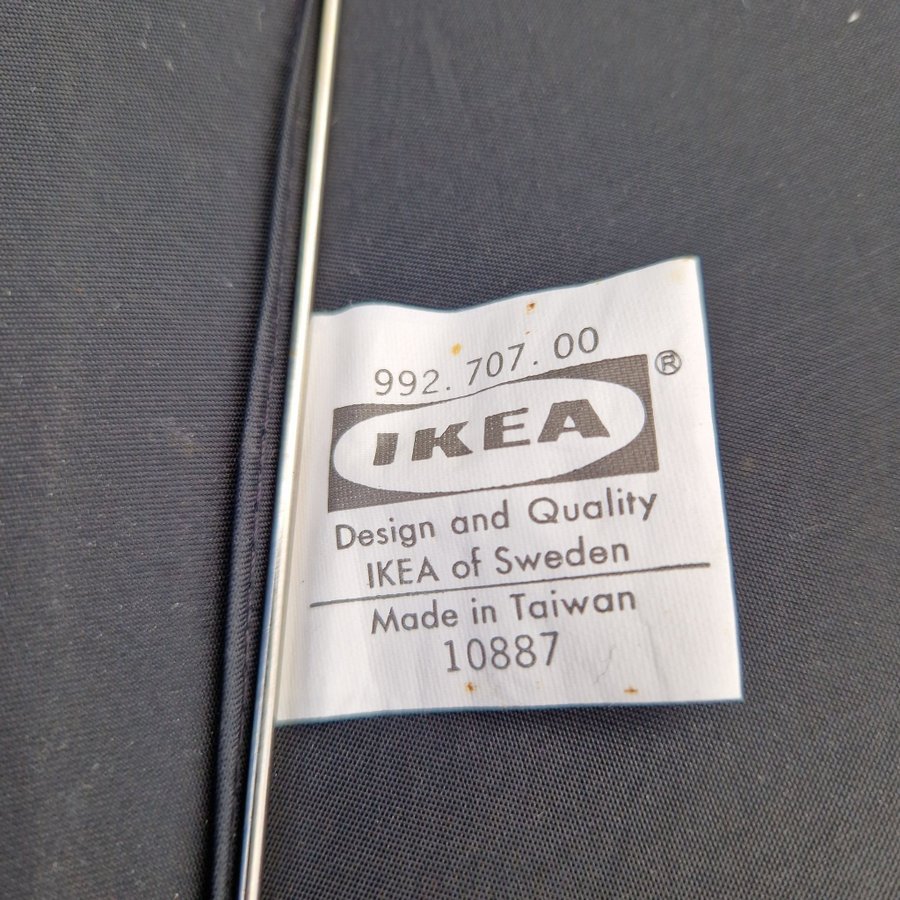 992.707.00
IKEA®
Design and Quality
IKEA of Sweden
Made in Taiwan
10887